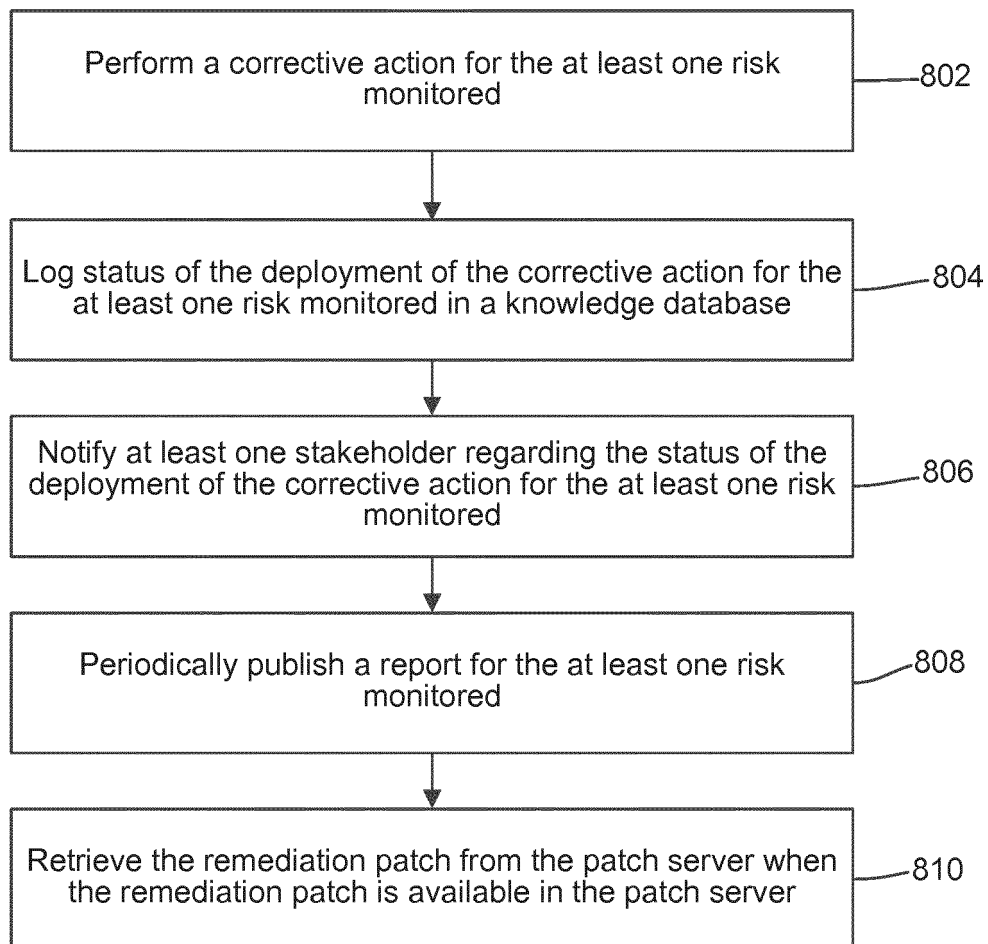 Perform a corrective action for the at least one risk
monitored
802
Log status of the deployment of the corrective action for the
at least one risk monitored in a knowledge database
804
Notify at least one stakeholder regarding the status of the
deployment of the corrective action for the at least one risk
monitored
806
Periodically publish a report for the at least one risk
monitored
808
Retrieve the remediation patch from the patch server when
the remediation patch is available in the patch server
810